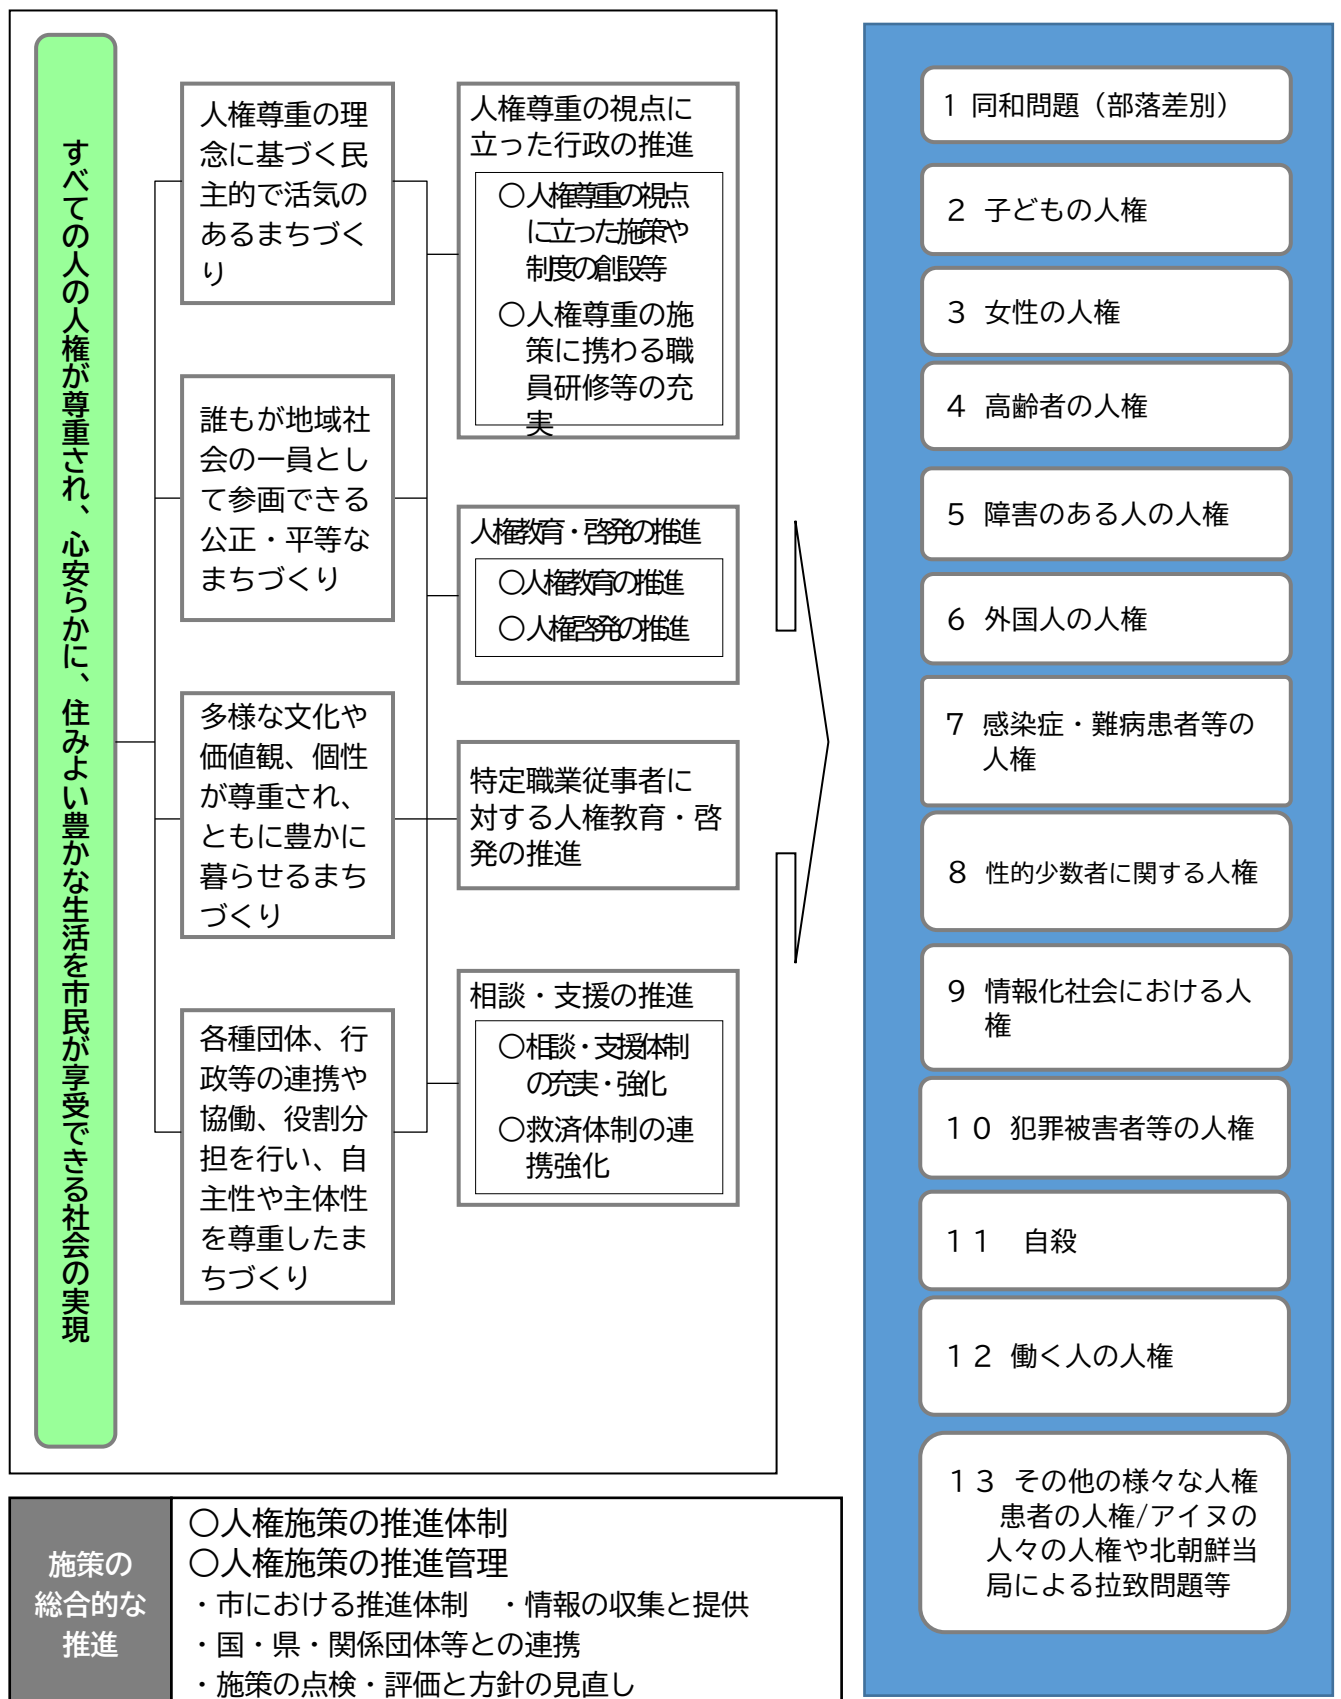 すべての人の人権が尊重され、心安らかに、住みよい豊かな生活を市民が享受できる社会の実現
人権尊重の理
念に基づく民
主的で活気の
あるまちづく
り
誰もが地域社
会の一員とし
て参画できる
公正・平等な
まちづくり
多様な文化や
価値観、個性
が尊重され、
ともに豊かに
暮らせるまち
づくり
各種団体、行
政等の連携や
協働、役割分
担を行い、自
主性や主体性
を尊重したま
ちづくり
人権尊重の視点に
立った行政の推進
〇人権尊重の視点
に立った施策や
制度の創設等
〇人権尊重の施
策に携わる職
員研修等の充
実
人権教育・啓発の推進
〇人権教育の推進
〇人権啓発の推進
特定職業従事者に
対する人権教育・啓
発の推進
相談・支援の推進
〇相談・支援体制
の充実・強化
〇救済体制の連
携強化
1 同和問題（部落差別）
２ 子どもの人権
３ 女性の人権
４ 高齢者の人権
５ 障害のある人の人権
６ 外国人の人権
７ 感染症・難病患者等の
人権
８ 性的少数者に関する人権
９ 情報化社会における人
権
１０ 犯罪被害者等の人権
１１　自殺
１２ 働く人の人権
１３ その他の様々な人権
患者の人権/アイヌの
人々の人権や北朝鮮当
局による拉致問題等
施策の
総合的な
推進
〇人権施策の推進体制
〇人権施策の推進管理
・市における推進体制　・情報の収集と提供
・国・県・関係団体等との連携
・施策の点検・評価と方針の見直し